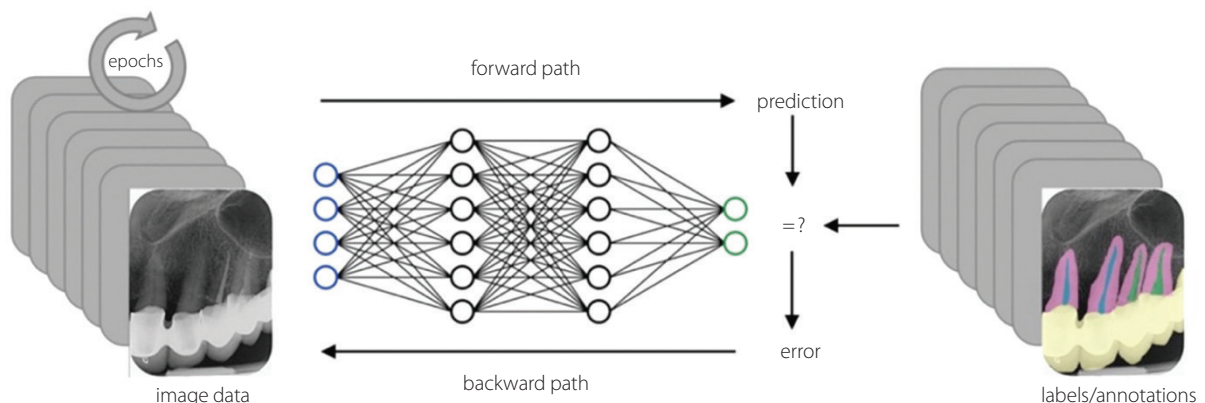 epochs
forward path
prediction
=?
error
backward path
image data
labels/annotations